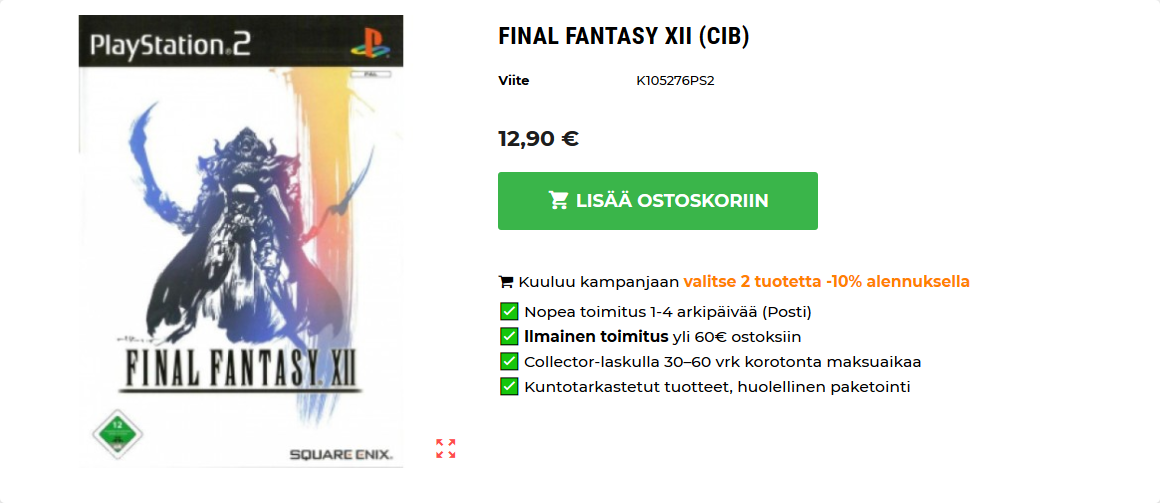 PlayStation®2
PAL
FINAL FANTASY® XII
12
SQUARE ENIX.
FINAL FANTASY XII (CIB)
Viite K105276PS2
12,90 €
LISÄÄ OSTOSKORIIN
Kuuluu kampanjaan valitse 2 tuotetta -10% alennuksella
Nopea toimitus 1-4 arkipäivää (Posti)
Ilmainen toimitus yli 60€ ostoksiin
Collector-laskulla 30–60 vrk korotonta maksuaikaa
Kuntotarkastetut tuotteet, huolellinen paketointi